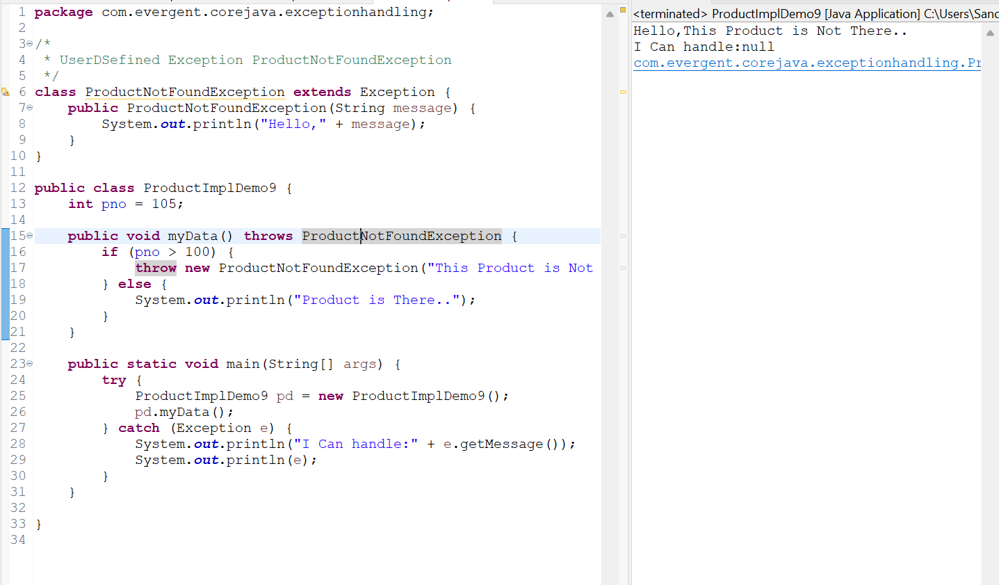 1 package com.evergent.corejava.exceptionhandling;
2
3 /*
4  * UserDSefined Exception ProductNotFoundException
5  */
6 class ProductNotFoundException extends Exception {
7     public ProductNotFoundException(String message) {
8         System.out.println("Hello," + message);
9     }
10 }
11
12 public class ProductImplDemo9 {
13     int pno = 105;
14
15     public void myData() throws ProductNotFoundException {
16         if (pno > 100) {
17             throw new ProductNotFoundException("This Product is Not
18         } else {
19             System.out.println("Product is There..");
20         }
21     }
22
23     public static void main(String[] args) {
24         try {
25             ProductImplDemo9 pd = new ProductImplDemo9();
26             pd.myData();
27         } catch (Exception e) {
28             System.out.println("I Can handle:" + e.getMessage());
29             System.out.println(e);
30         }
31     }
32
33 }
34
<terminated> ProductImplDemo9 [Java Application] C:\Users\Sand
Hello,This Product is Not There..
I Can handle:null
com.evergent.corejava.exceptionhandling.Pr